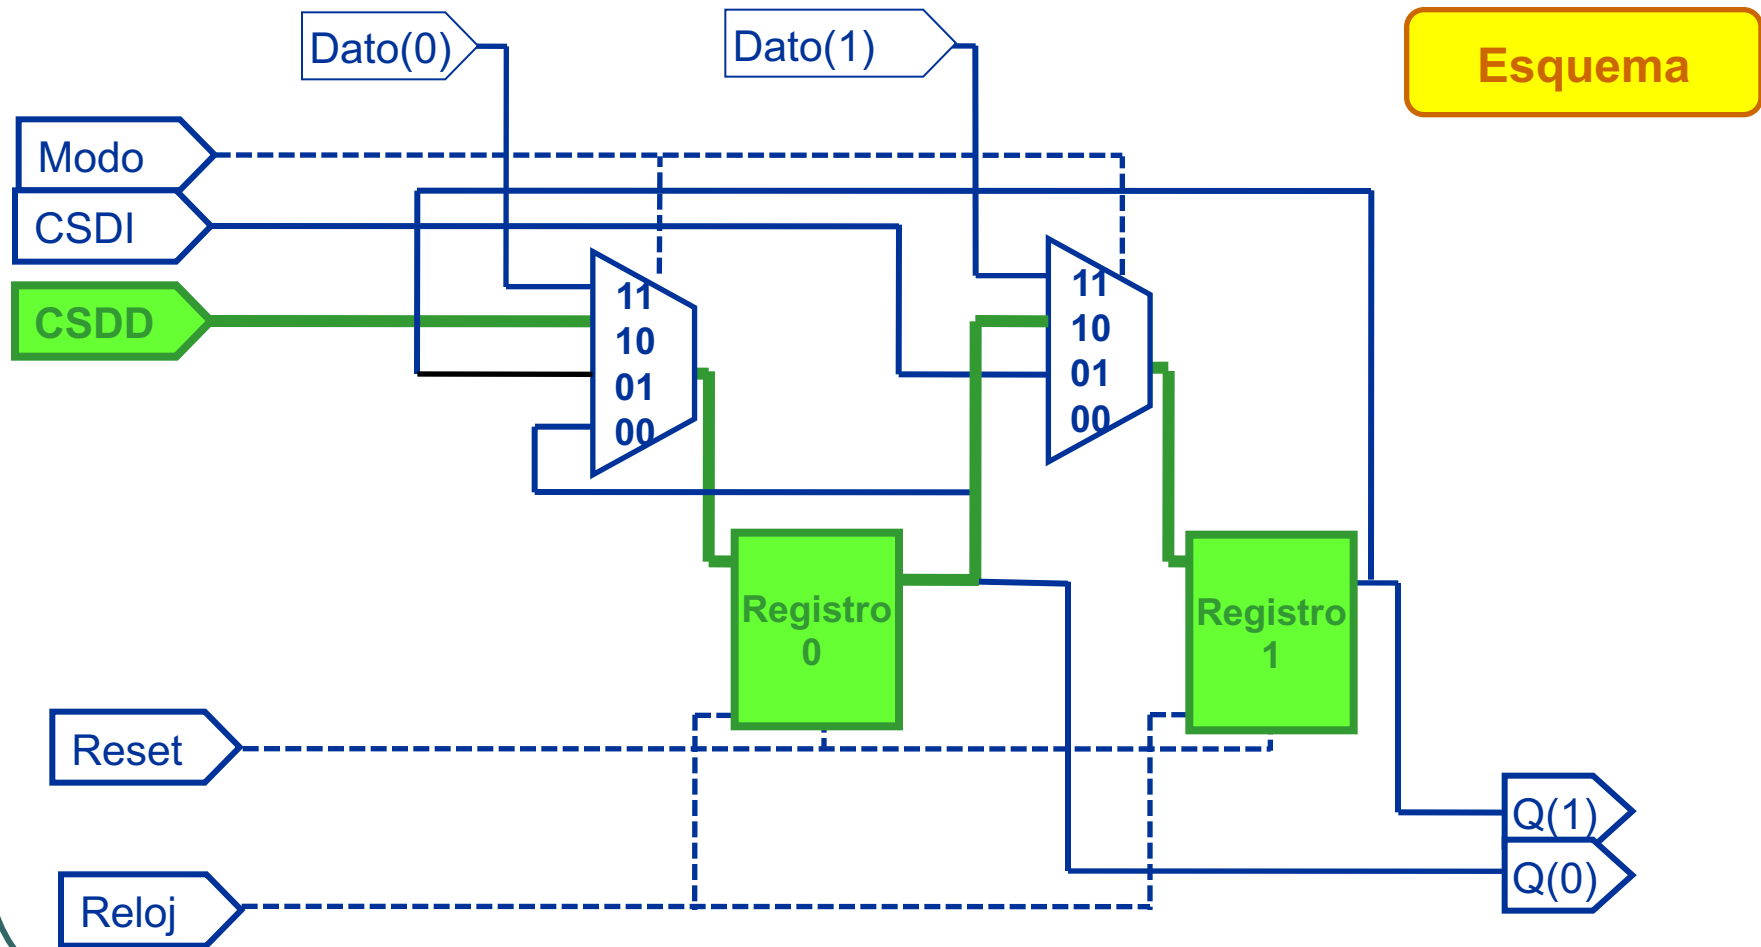 Dato(0)
Dato(1)
Esquema
Modo
CSDI
CSDD
11
10
01
00
11
10
01
00
Registro
0
Registro
1
Reset
Reloj
Q(1)
Q(0)